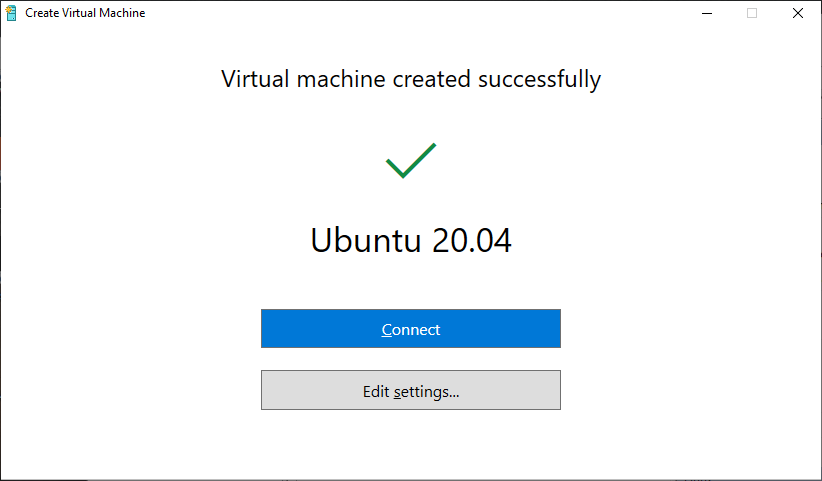 Create Virtual Machine
Virtual machine created successfully
Ubuntu 20.04
Connect
Edit settings...